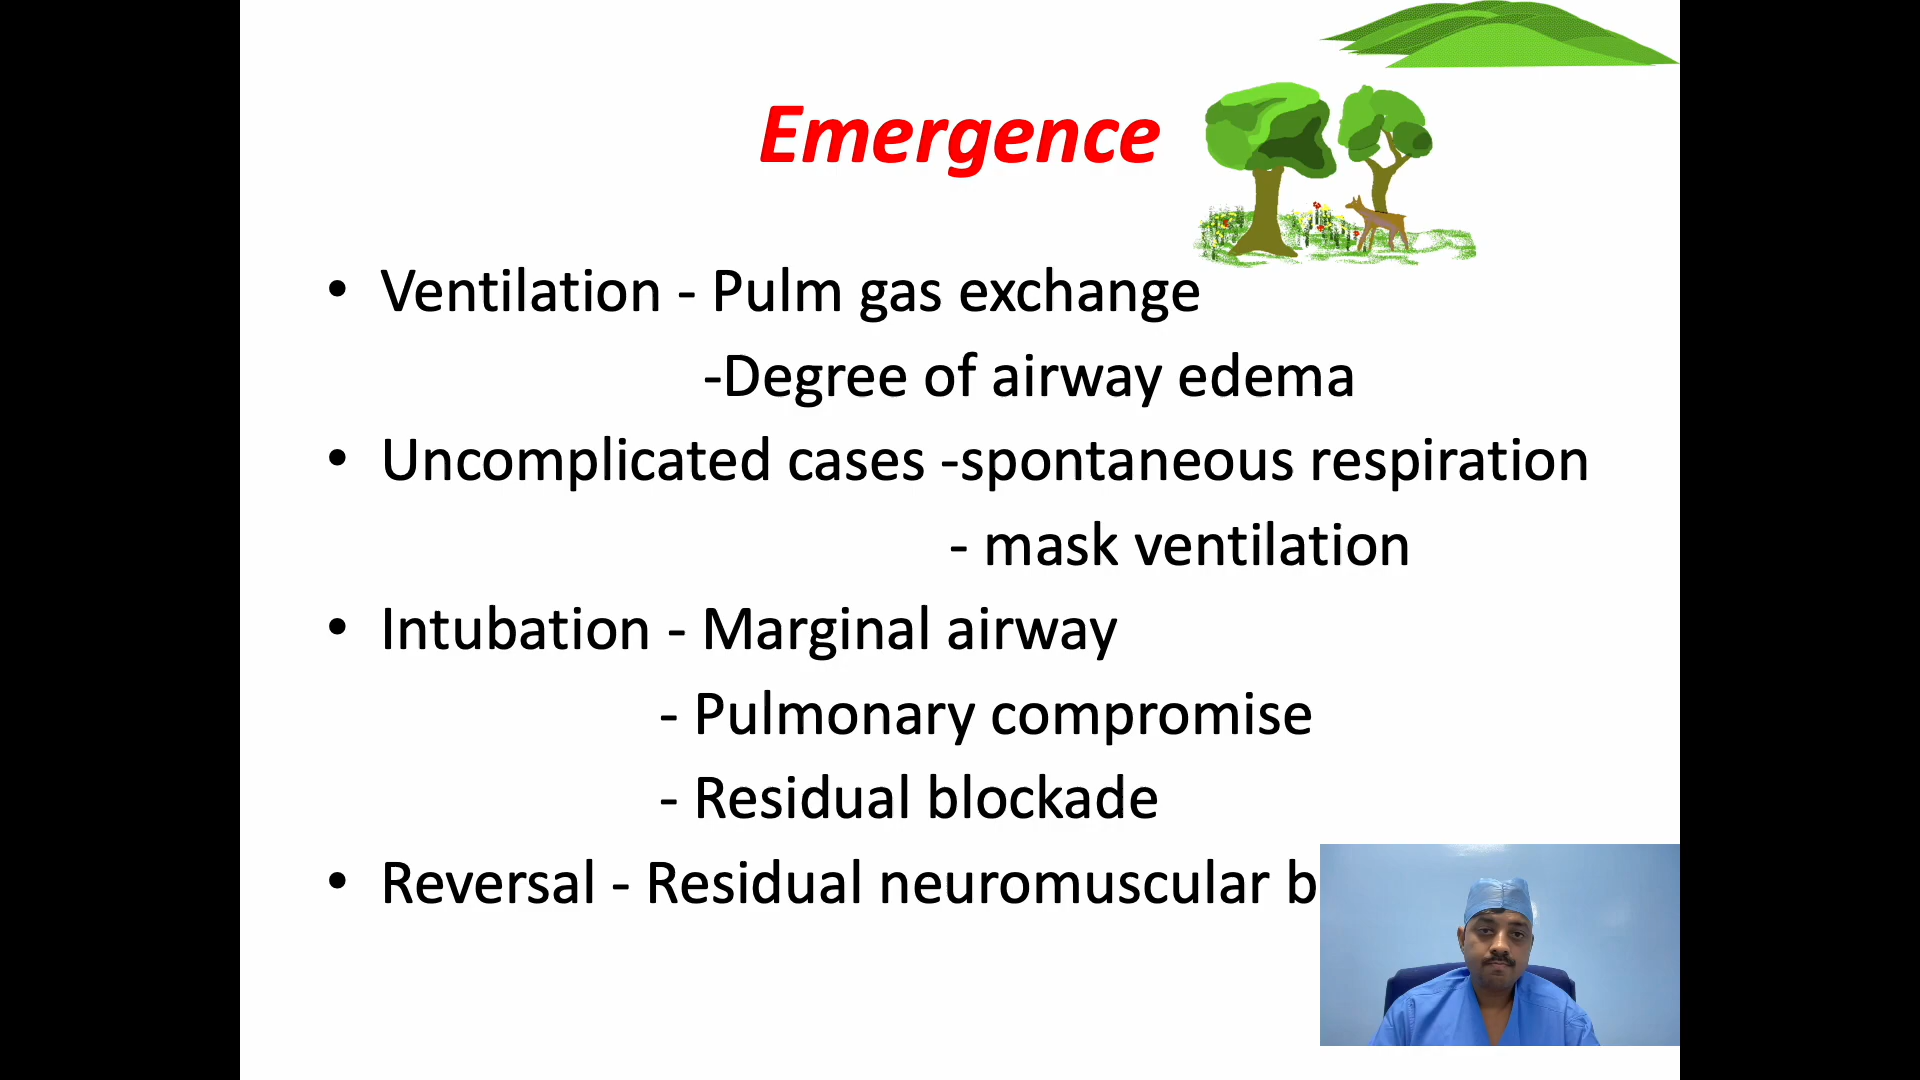 Emergence
• Ventilation - Pulm gas exchange
-Degree of airway edema
• Uncomplicated cases -spontaneous respiration
- mask ventilation
• Intubation - Marginal airway
- Pulmonary compromise
- Residual blockade
• Reversal - Residual neuromuscular